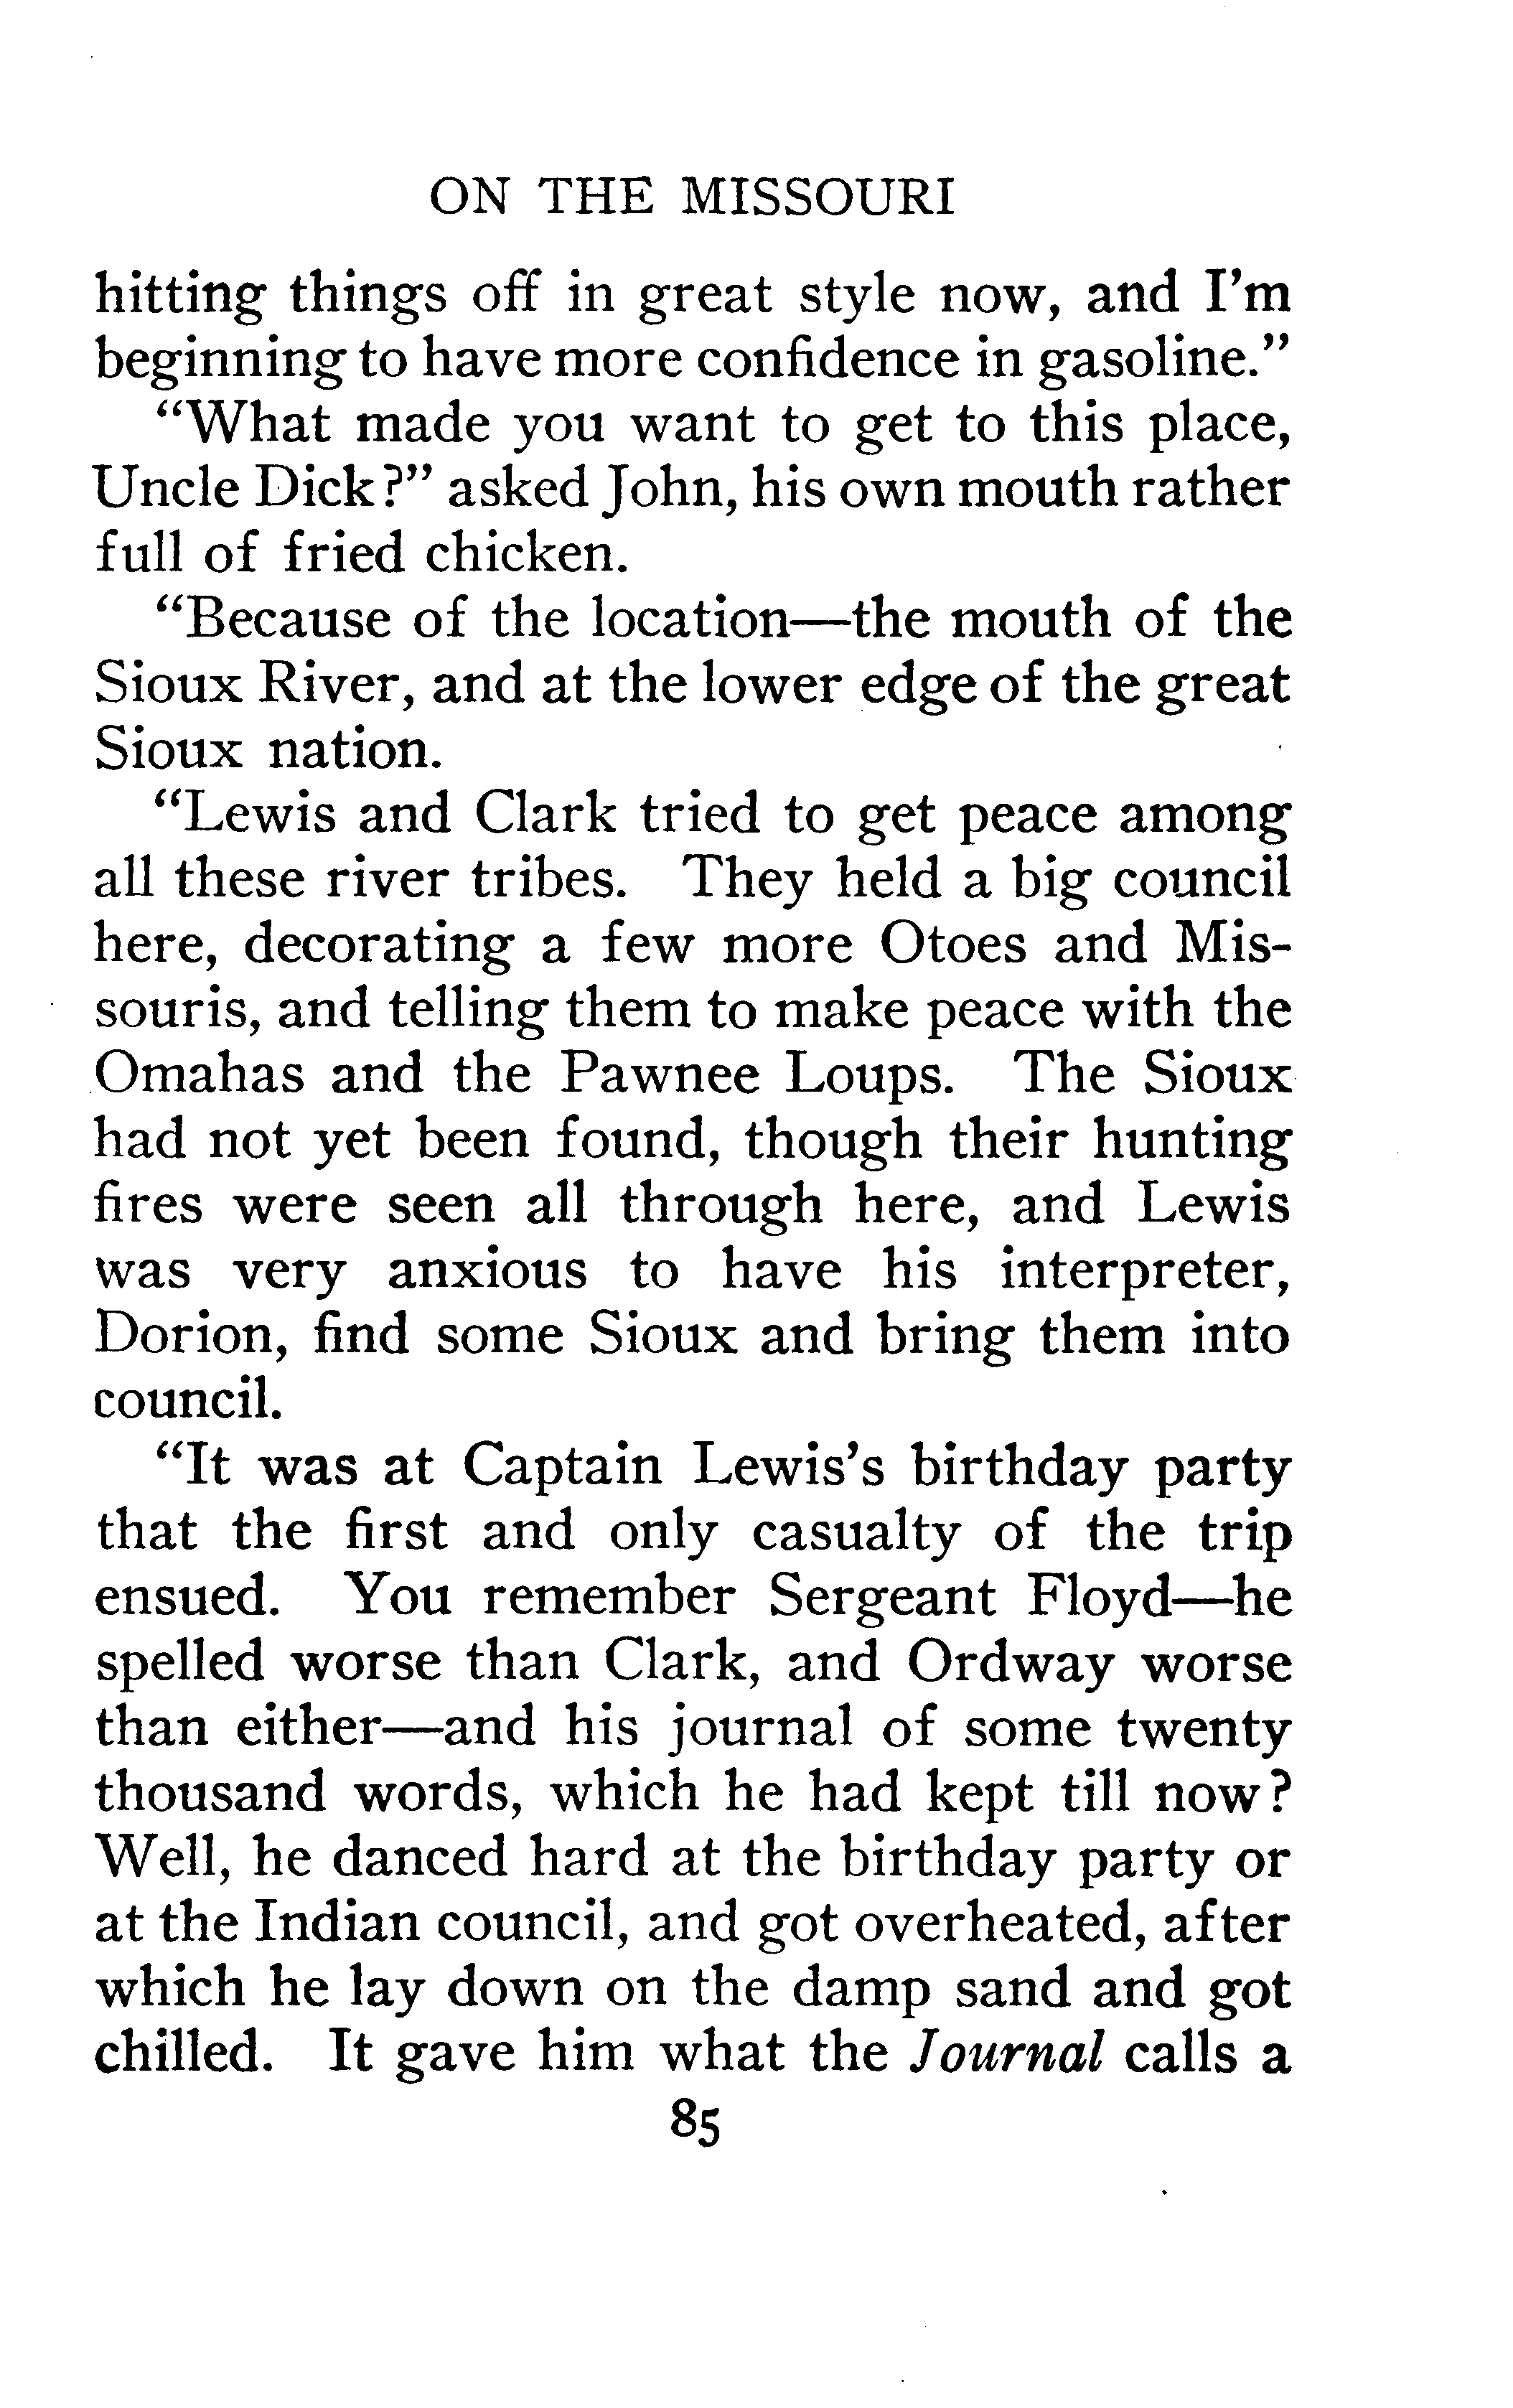 ON THE MISSOURI
hitting things off in great style now, and I'm
beginning to have more confidence in gasoline."
"What made you want to get to this place,
Uncle Dick?" asked John, his own mouth rather
full of fried chicken.
"Because of the location—the mouth of the
Sioux River, and at the lower edge of the great
Sioux nation.
"Lewis and Clark tried to get peace among
all these river tribes. They held a big council
here, decorating a few more Otoes and Mis-
souris, and telling them to make peace with the
Omahas and the Pawnee Loups. The Sioux
had not yet been found, though their hunting
fires were seen all through here, and Lewis
was very anxious to have his interpreter,
Dorion, find some Sioux and bring them into
council.
"It was at Captain Lewis's birthday party
that the first and only casualty of the trip
ensued. You remember Sergeant Floyd—he
spelled worse than Clark, and Ordway worse
than either—and his journal of some twenty
thousand words, which he had kept till now?
Well, he danced hard at the birthday party or
at the Indian council, and got overheated, after
which he lay down on the damp sand and got
chilled. It gave him what the Journal calls a
85